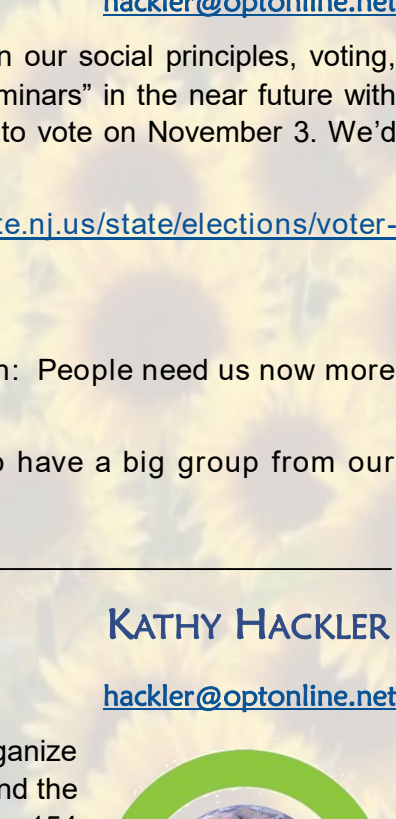 hackler@optonline.net
n our social principles, voting,
minars” in the near future with
to vote on November 3. We’d
te.nj.us/state/elections/voter-
n: People need us now more
o have a big group from our
KATHY HACKLER
hackler@optonline.net
ganize
nd the
154